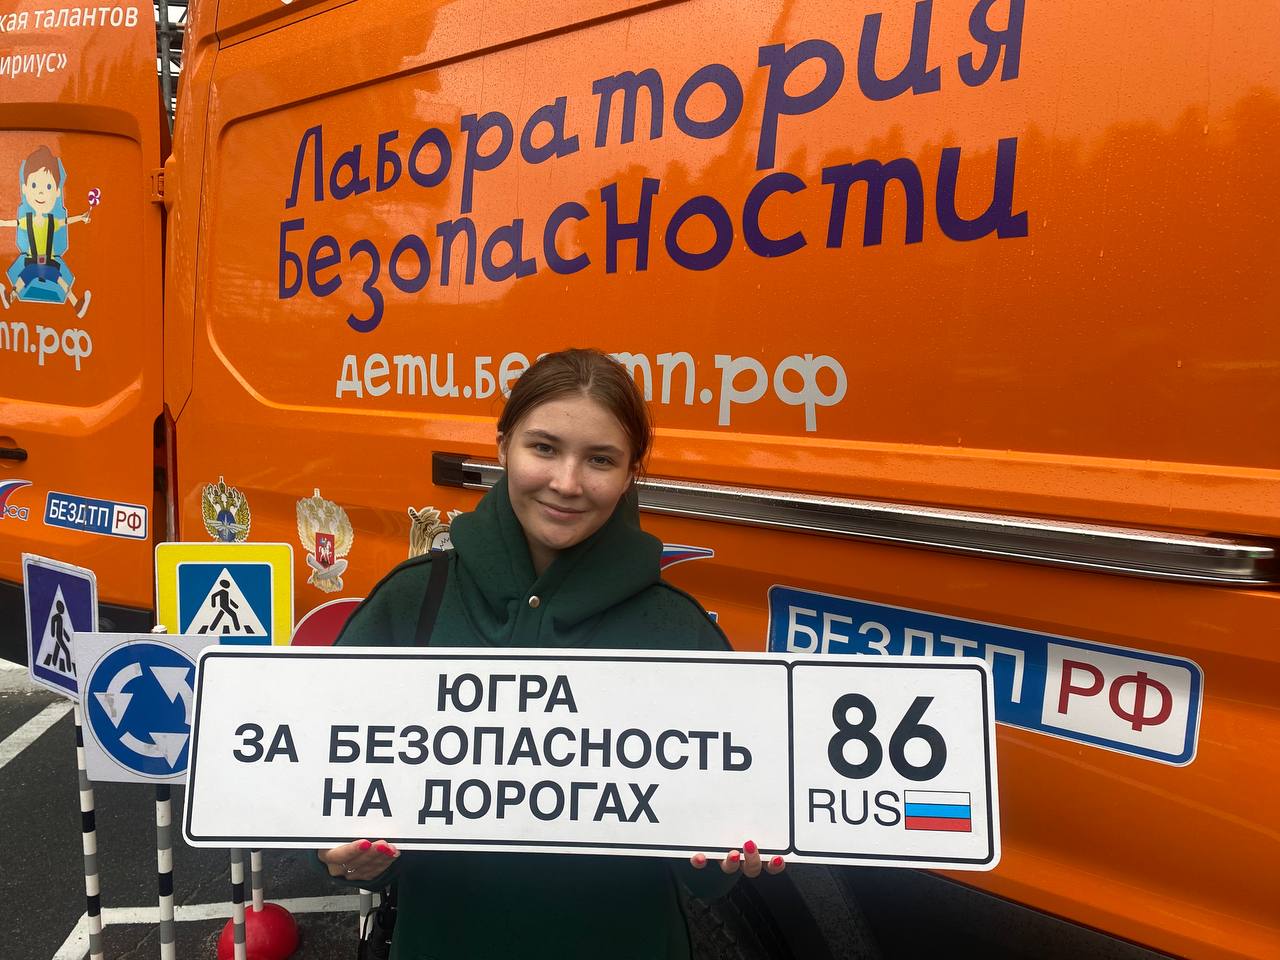 кая талантов
ириус»
Лаборатория
Безопасности
дети.бе
тп.рф
тп.рф
БЕЗДТП РФ
БЕЗДТП РФ
ЮГРА
ЗА БЕЗОПАСНОСТЬ
НА ДОРОГАХ
86
RUS